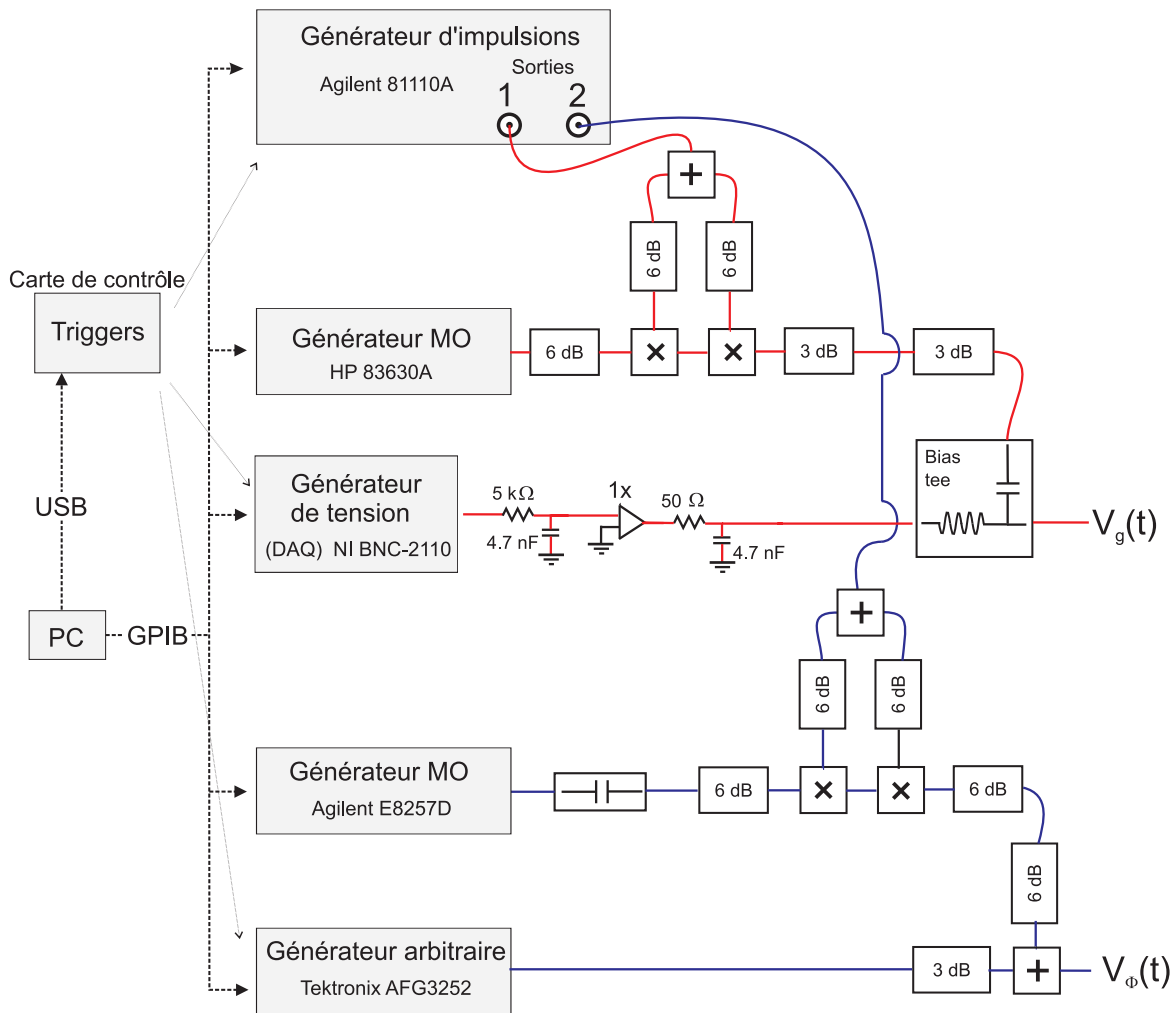 Générateur d'impulsions
Sorties
Agilent 81110A
1
2
+
6 dB
6 dB
Carte de contrôle
Triggers
Générateur MO
HP 83630A
6 dB
×
×
3 dB
3 dB
Bias
tee
Générateur
de tension
(DAQ) NI BNC-2110
5 kΩ
4.7 nF
1x
50 Ω
4.7 nF
Vg(t)
USB
PC
GPIB
+
6 dB
6 dB
Générateur MO
Agilent E8257D
6 dB
×
×
6 dB
6 dB
Générateur arbitraire
Tektronix AFG3252
3 dB
+
VΦ(t)